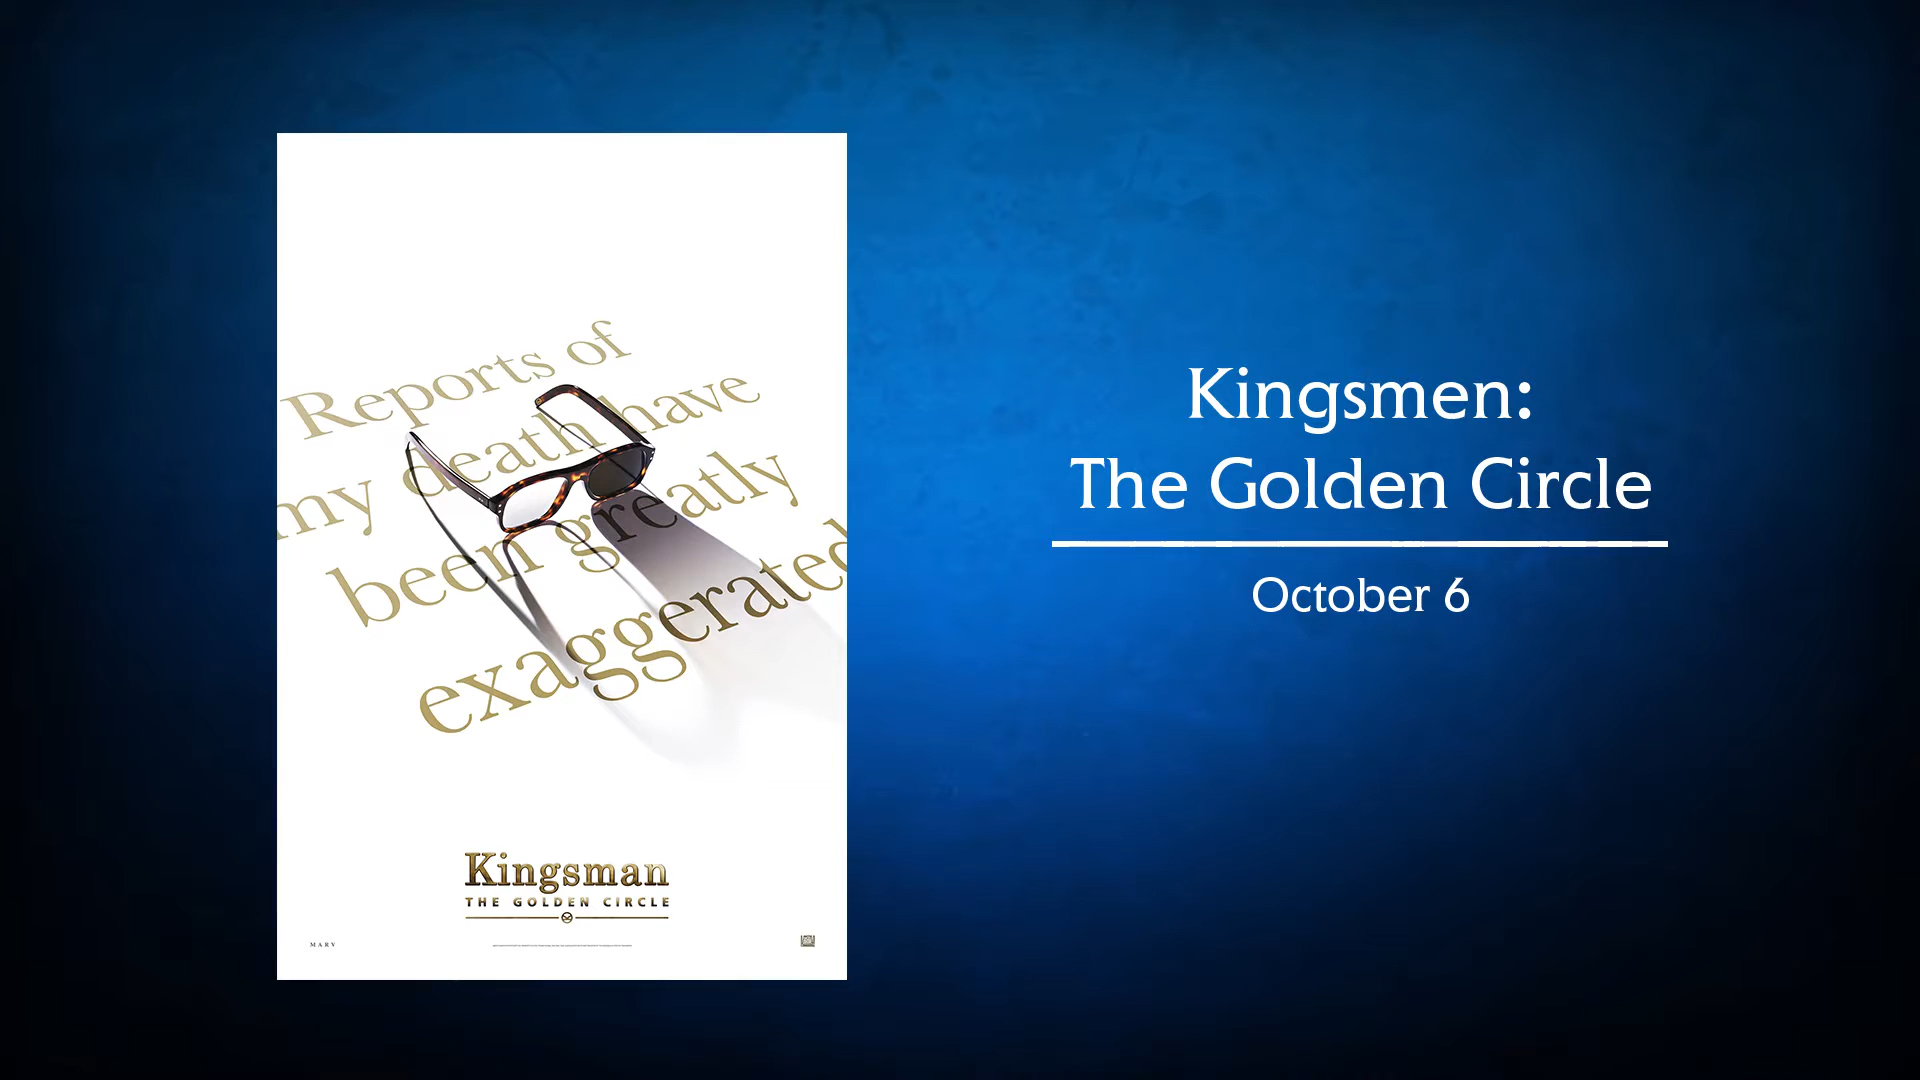 Reports of
my death have
been greatly
exaggerated
Kingsman
THE GOLDEN CIRCLE
MARV
Kingsmen:
The Golden Circle
October 6